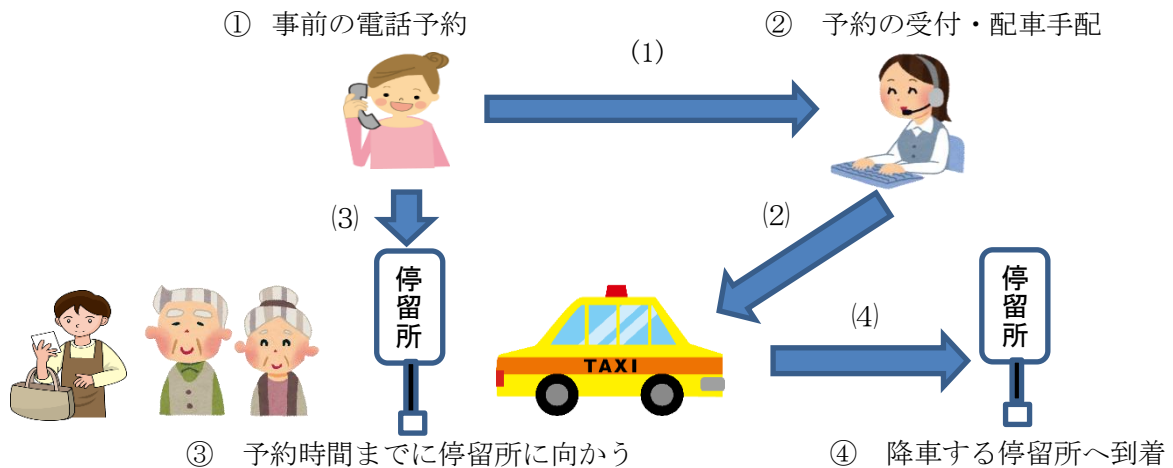 ① 事前の電話予約
② 予約の受付・配車手配
(1)
(3)
(2)
停留所
停留所
(4)
TAXI
③ 予約時間までに停留所に向かう
④ 降車する停留所へ到着